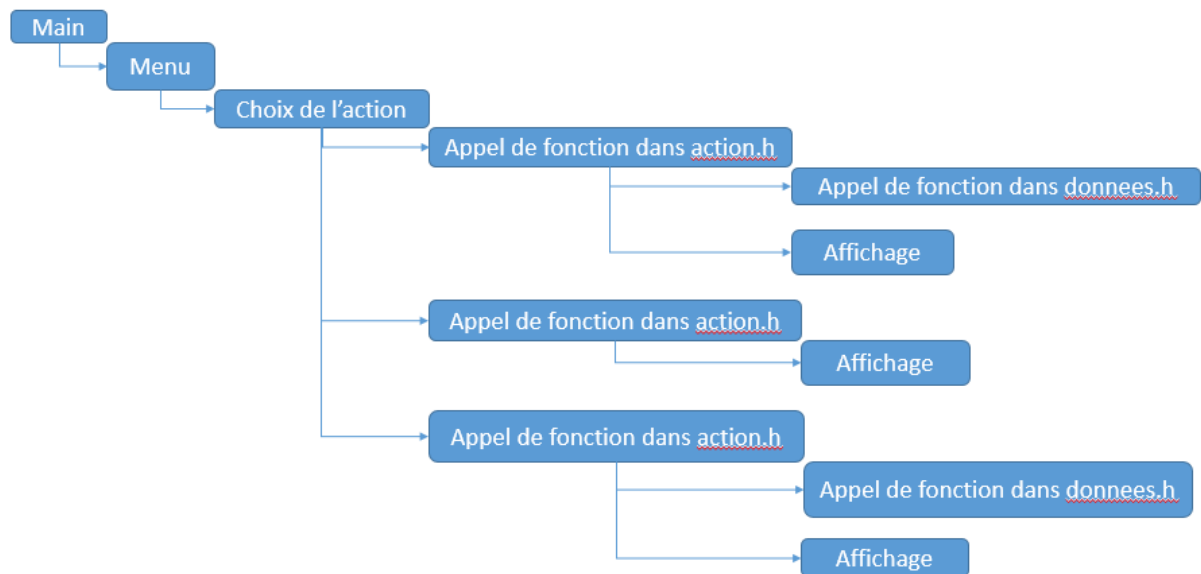 Main
Menu
Choix de l’action
Appel de fonction dans action.h
Appel de fonction dans donnees.h
Affichage
Appel de fonction dans action.h
Affichage
Appel de fonction dans action.h
Appel de fonction dans donnees.h
Affichage